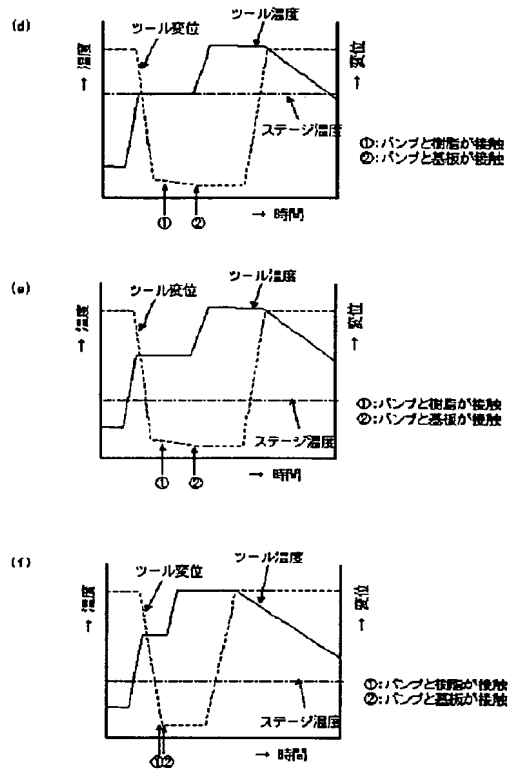 (d)
ツール変位
ツール温度
→ 温度
→ 変位
ステージ温度
①:バンプと樹脂が接触
②:バンプと基板が接触
① ②
→ 時間
(e)
ツール変位
ツール温度
→ 温度
→ 変位
①:バンプと樹脂が接触
②:バンプと基板が接触
ステージ温度
① ②
→ 時間
(f)
ツール変位
ツール温度
→ 温度
→ 変位
①:バンプと樹脂が接触
②:バンプと基板が接触
ステージ温度
①②
→ 時間